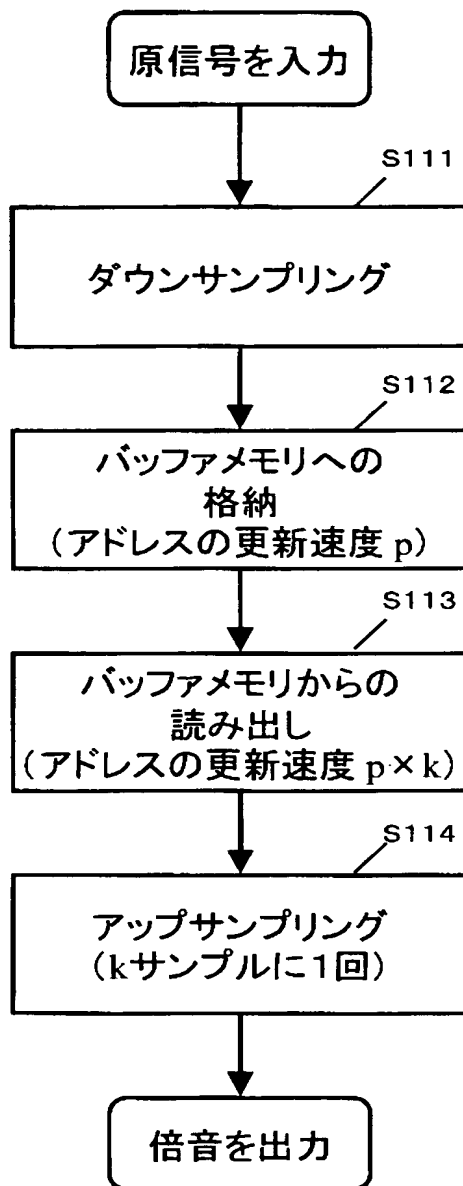 原信号を入力
S111
ダウンサンプリング
S112
バッファメモリへの
格納
(アドレスの更新速度 p)
S113
バッファメモリからの
読み出し
(アドレスの更新速度 p×k)
S114
アップサンプリング
(kサンプルに1回)
倍音を出力